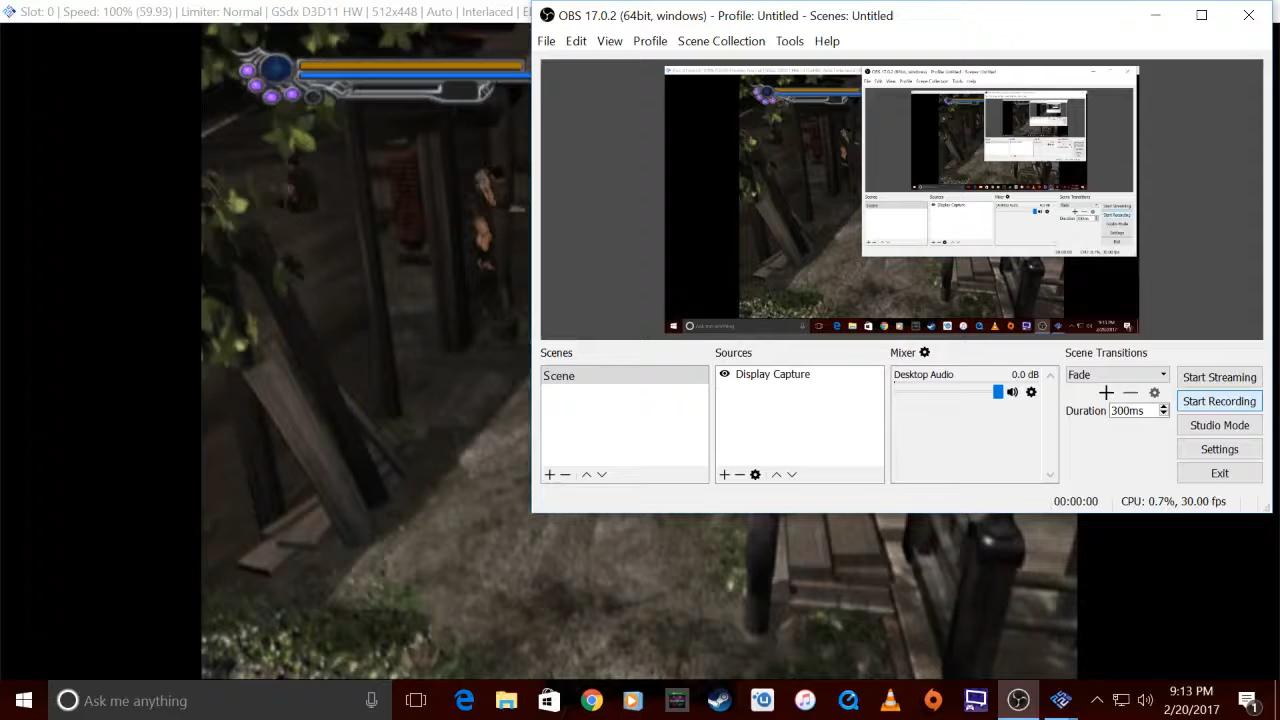 Slot: 0 | Speed: 100% (59.93) | Limiter: Normal | GSdx D3D11 HW | 512x448 | Auto | Interlaced |
OBS 17.0.2 (64bit, windows) - Profile: Untitled - Scenes: Untitled
File Edit View Profile Scene Collection Tools Help
Scenes Sources Mixer Scene Transitions
Scene Display Capture Desktop Audio 0.0 dB Fade Start Streaming
Start Recording
Duration 300ms
Studio Mode
Settings
Exit
00:00:00 CPU: 0.7%, 30.00 fps
Ask me anything
9:13 PM
2/20/2017
1